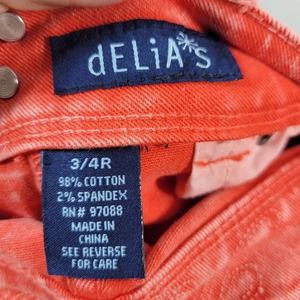 dELiA*s
3/4R
98% COTTON
2% SPANDEX
RN# 97088
MADE IN
CHINA
SEE REVERSE
FOR CARE